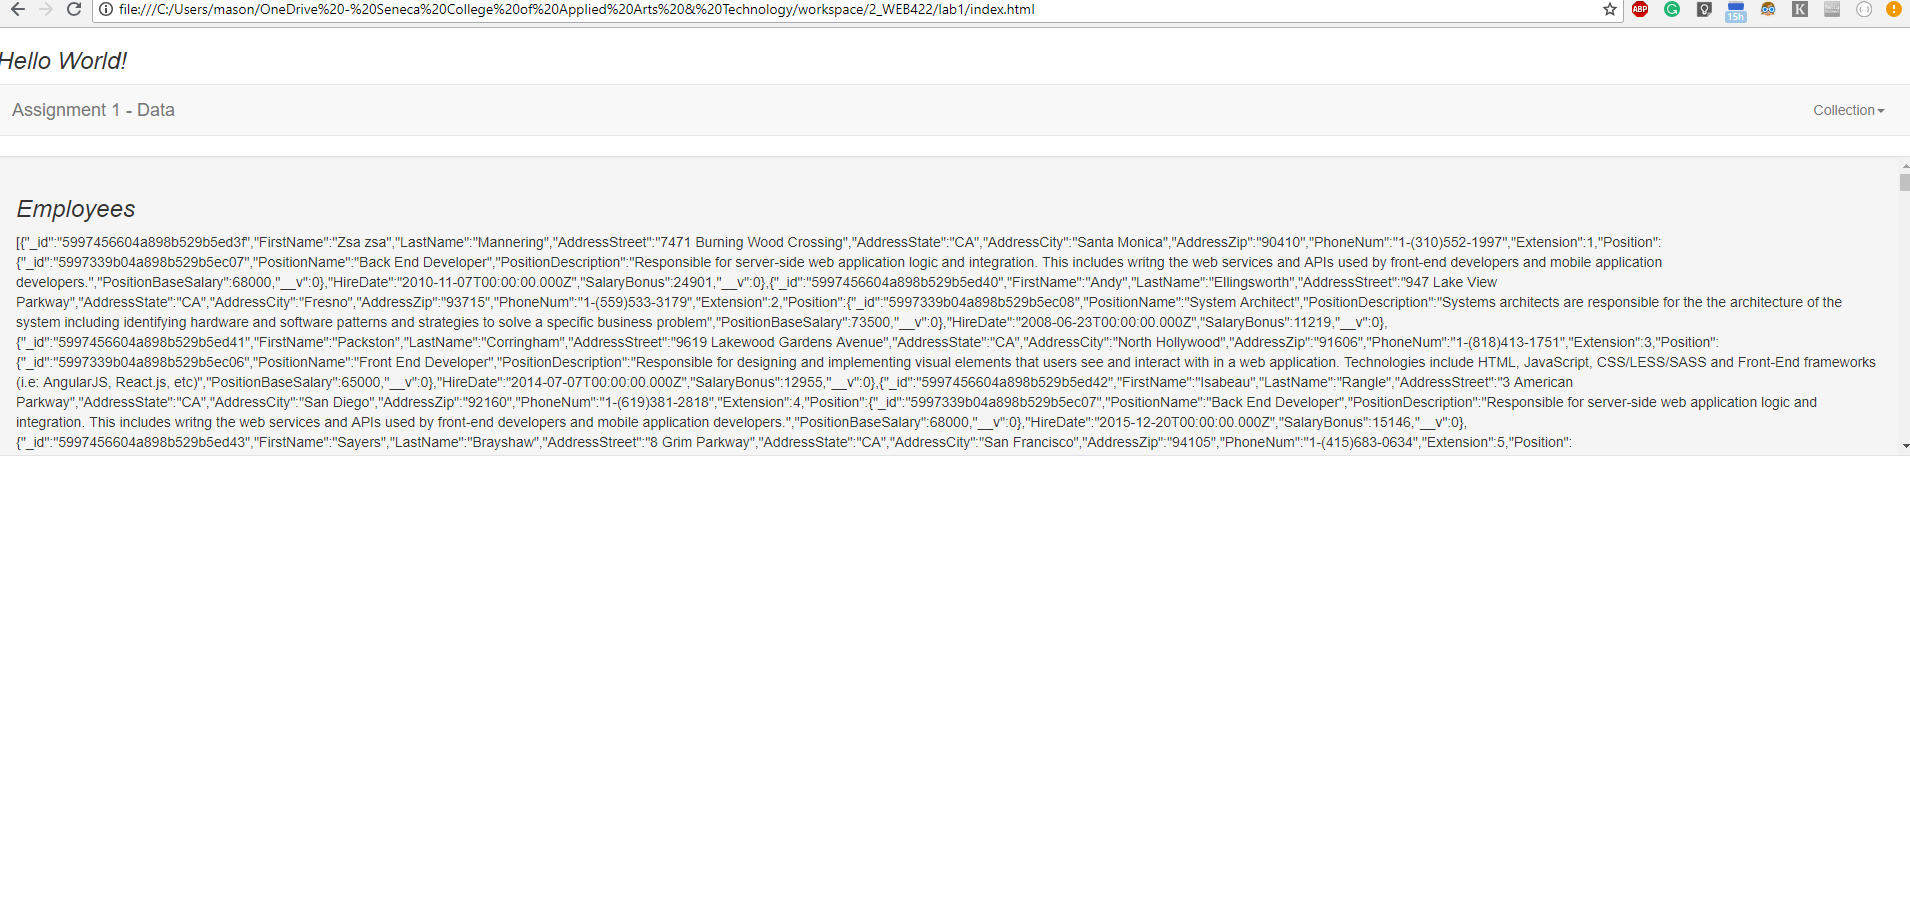 file:///C:/Users/mason/OneDrive%20-%20Seneca%20College%20of%20Applied%20Arts%20&%20Technology/workspace/2_WEB422/lab1/index.html
ABP
15h
K
Hello World!
Assignment 1 - Data
Collection
Employees
[{"_id":"5997456604a898b529b5ed3f","FirstName":"Zsa zsa","LastName":"Mannering","AddressStreet":"7471 Burning Wood Crossing","AddressState":"CA","AddressCity":"Santa Monica","AddressZip":"90410","PhoneNum":"1-(310)552-1997","Extension":1,"Position":
{"_id":"5997339b04a898b529b5ec07","PositionName":"Back End Developer","PositionDescription":"Responsible for server-side web application logic and integration. This includes writng the web services and APIs used by front-end developers and mobile application
developers.","PositionBaseSalary":68000,"__v":0},"HireDate":"2010-11-07T00:00:00.000Z","SalaryBonus":24901,"__v":0},{"_id":"5997456604a898b529b5ed40","FirstName":"Andy","LastName":"Ellingsworth","AddressStreet":"947 Lake View
Parkway","AddressState":"CA","AddressCity":"Fresno","AddressZip":"93715","PhoneNum":"1-(559)533-3179","Extension":2,"Position":{"_id":"5997339b04a898b529b5ec08","PositionName":"System Architect","PositionDescription":"Systems architects are responsible for the the architecture of the
system including identifying hardware and software patterns and strategies to solve a specific business problem","PositionBaseSalary":73500,"__v":0},"HireDate":"2008-06-23T00:00:00.000Z","SalaryBonus":11219,"__v":0},
{"_id":"5997456604a898b529b5ed41","FirstName":"Packston","LastName":"Corringham","AddressStreet":"9619 Lakewood Gardens Avenue","AddressState":"CA","AddressCity":"North Hollywood","AddressZip":"91606","PhoneNum":"1-(818)413-1751","Extension":3,"Position":
{"_id":"5997339b04a898b529b5ec06","PositionName":"Front End Developer","PositionDescription":"Responsible for designing and implementing visual elements that users see and interact with in a web application. Technologies include HTML, JavaScript, CSS/LESS/SASS and Front-End frameworks
(i.e: AngularJS, React.js, etc)","PositionBaseSalary":65000,"__v":0},"HireDate":"2014-07-07T00:00:00.000Z","SalaryBonus":12955,"__v":0},{"_id":"5997456604a898b529b5ed42","FirstName":"Isabeau","LastName":"Rangle","AddressStreet":"3 American
Parkway","AddressState":"CA","AddressCity":"San Diego","AddressZip":"92160","PhoneNum":"1-(619)381-2818","Extension":4,"Position":{"_id":"5997339b04a898b529b5ec07","PositionName":"Back End Developer","PositionDescription":"Responsible for server-side web application logic and
integration. This includes writng the web services and APIs used by front-end developers and mobile application developers.","PositionBaseSalary":68000,"__v":0},"HireDate":"2015-12-20T00:00:00.000Z","SalaryBonus":15146,"__v":0},
{"_id":"5997456604a898b529b5ed43","FirstName":"Sayers","LastName":"Brayshaw","AddressStreet":"8 Grim Parkway","AddressState":"CA","AddressCity":"San Francisco","AddressZip":"94105","PhoneNum":"1-(415)683-0634","Extension":5,"Position":